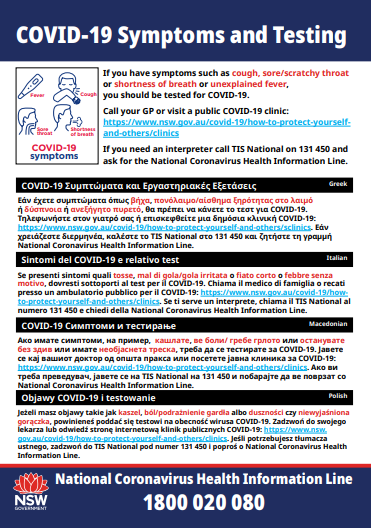 COVID-19 Symptoms and Testing
Fever
Cough
Sore throat
Shortness of breath
COVID-19
symptoms
If you have symptoms such as cough, sore/scratchy throat
or shortness of breath or unexplained fever,
you should be tested for COVID-19.
Call your GP or visit a public COVID-19 clinic:
https://www.nsw.gov.au/covid-19/how-to-protect-yourself-
and-others/clinics
If you need an interpreter call TIS National on 131 450 and
ask for the National Coronavirus Health Information Line.
COVID-19 Συμπτώματα και Εργαστηριακές Εξετάσεις
Greek
Εάν έχετε συμπτώματα όπως βήχα, πονόλαιμο/αίσθημα ξηρότητας στο λαιμό
ή δύσπνοια ή ανεξήγητο πυρετό, θα πρέπει να κάνετε το τεστ για COVID-19.
Τηλεφωνήστε στον γιατρό σας ή επισκεφθείτε μια δημόσια κλινική COVID-19:
https://www.nsw.gov.au/covid-19/how-to-protect-yourself-and-others/sclinics. Εάν
χρειάζεστε διερμηνέα, καλέστε το TIS National στο 131 450 και ζητήστε τη γραμμή
National Coronavirus Health Information Line.
Sintomi del COVID-19 e relativo test
Italian
Se presenti sintomi quali tosse, mal di gola/gola irritata o fiato corto o febbre senza
motivo, dovresti sottoporti al test per il COVID-19. Chiama il medico di famiglia o recati
presso un ambulatorio pubblico per il COVID-19: https://www.nsw.gov.au/covid-19/how-
to-protect-yourself-and-others/clinics. Se ti serve un interprete, chiama il TIS National al
numero 131 450 e chiedi della National Coronavirus Health Information Line.
COVID-19 Симптоми и тестирање
Macedonian
Ако имате симптоми, на пример, кашлате, ве боли/ гребе грлото или останувате
без здив или имате необјаснета треска, треба да се тестирате за COVID-19. Јавете
се кај вашиот доктор од општа пракса или посетете јавна клиника за COVID-19:
https://www.nsw.gov.au/covid-19/how-to-protect-yourself-and-others/clinics. Ако ви
треба преведувач, јавете се на TIS National на 131 450 и побарајте да ве поврзат со
National Coronavirus Health Information Line.
Objawy COVID-19 i testowanie
Polish
Jeżeli masz objawy takie jak kaszel, ból/podrażnienie gardła albo duszności czy niewyjaśniona
gorączka, powinieneś poddać się testowi na obecność wirusa COVID-19. Zadzwoń do swojego
lekarza lub odwiedź stronę internetową klinik publicznych COVID-19: https://www.nsw.
gov.au/covid-19/how-to-protect-yourself-and-others/clinics. Jeśli potrzebujesz tłumacza
ustnego, zadzwoń do TIS National pod numer 131 450 i poproś o National Coronavirus Health
Information Line.
NSW
GOVERNMENT
National Coronavirus Health Information Line
1800 020 080